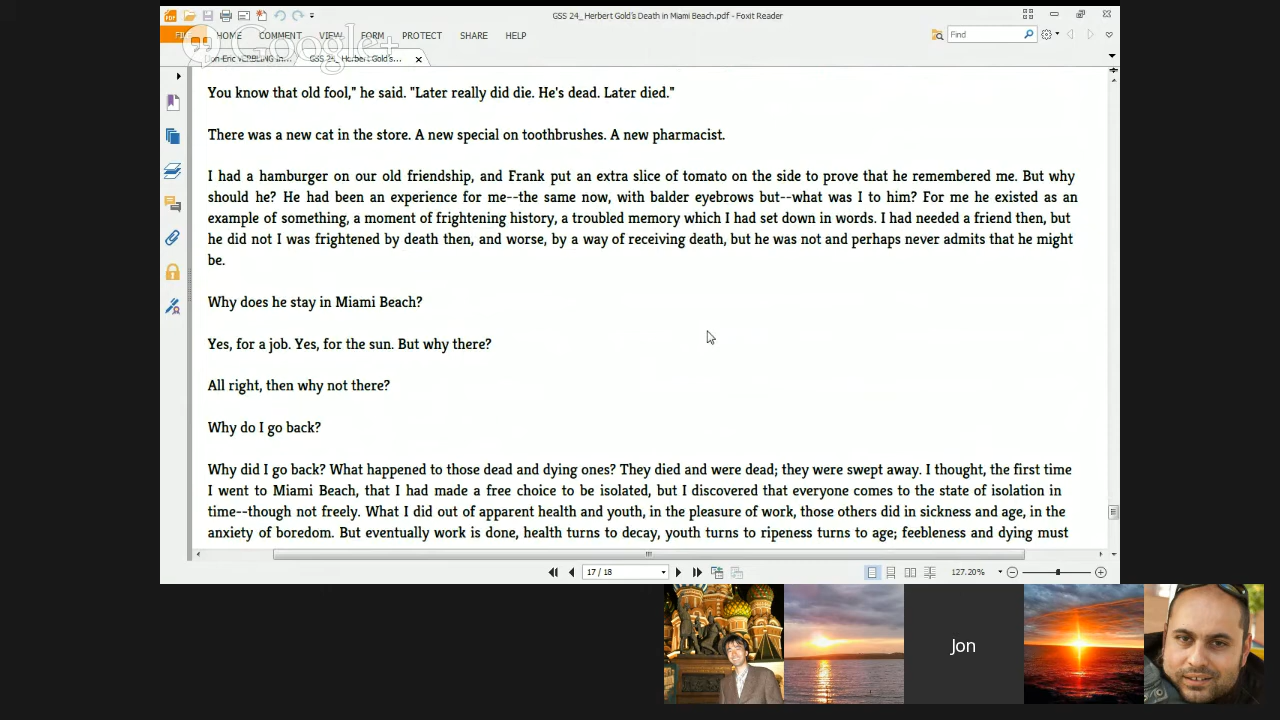 GSS 24_ Herbert Gold's Death in Miami Beach.pdf - Foxit Reader
FILE HOME COMMENT VIEW FORM PROTECT SHARE HELP
Google+
Find
GSS 24_ Herbert Gold's...
You know that old fool," he said. "Later really did die. He's dead. Later died."
There was a new cat in the store. A new special on toothbrushes. A new pharmacist.
I had a hamburger on our old friendship, and Frank put an extra slice of tomato on the side to prove that he remembered me. But why
should he? He had been an experience for me--the same now, with balder eyebrows but--what was I to him? For me he existed as an
example of something, a moment of frightening history, a troubled memory which I had set down in words. I had needed a friend then, but
he did not I was frightened by death then, and worse, by a way of receiving death, but he was not and perhaps never admits that he might
be.
Why does he stay in Miami Beach?
Yes, for a job. Yes, for the sun. But why there?
All right, then why not there?
Why do I go back?
Why did I go back? What happened to those dead and dying ones? They died and were dead; they were swept away. I thought, the first time
I went to Miami Beach, that I had made a free choice to be isolated, but I discovered that everyone comes to the state of isolation in
time--though not freely. What I did out of apparent health and youth, in the pleasure of work, those others did in sickness and age, in the
anxiety of boredom. But eventually work is done, health turns to decay, youth turns to ripeness turns to age; feebleness and dying must
17 / 18
127.20%
Jon